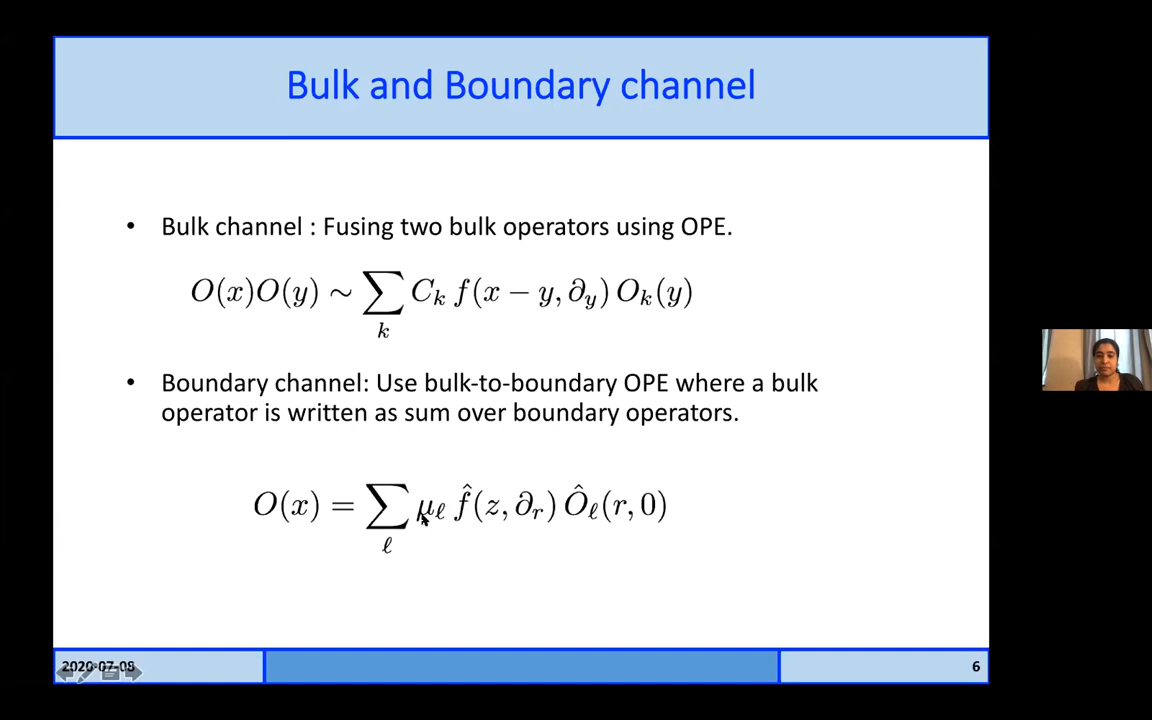 Bulk and Boundary channel
• Bulk channel : Fusing two bulk operators using OPE.
O(x)O(y) ∼ ∑_k C_k f(x − y, ∂_y) O_k(y)
• Boundary channel: Use bulk-to-boundary OPE where a bulk
operator is written as sum over boundary operators.
O(x) = ∑_ℓ μ_ℓ f̂(z, ∂_r) Ô_ℓ(r, 0)
2020-07-08
6